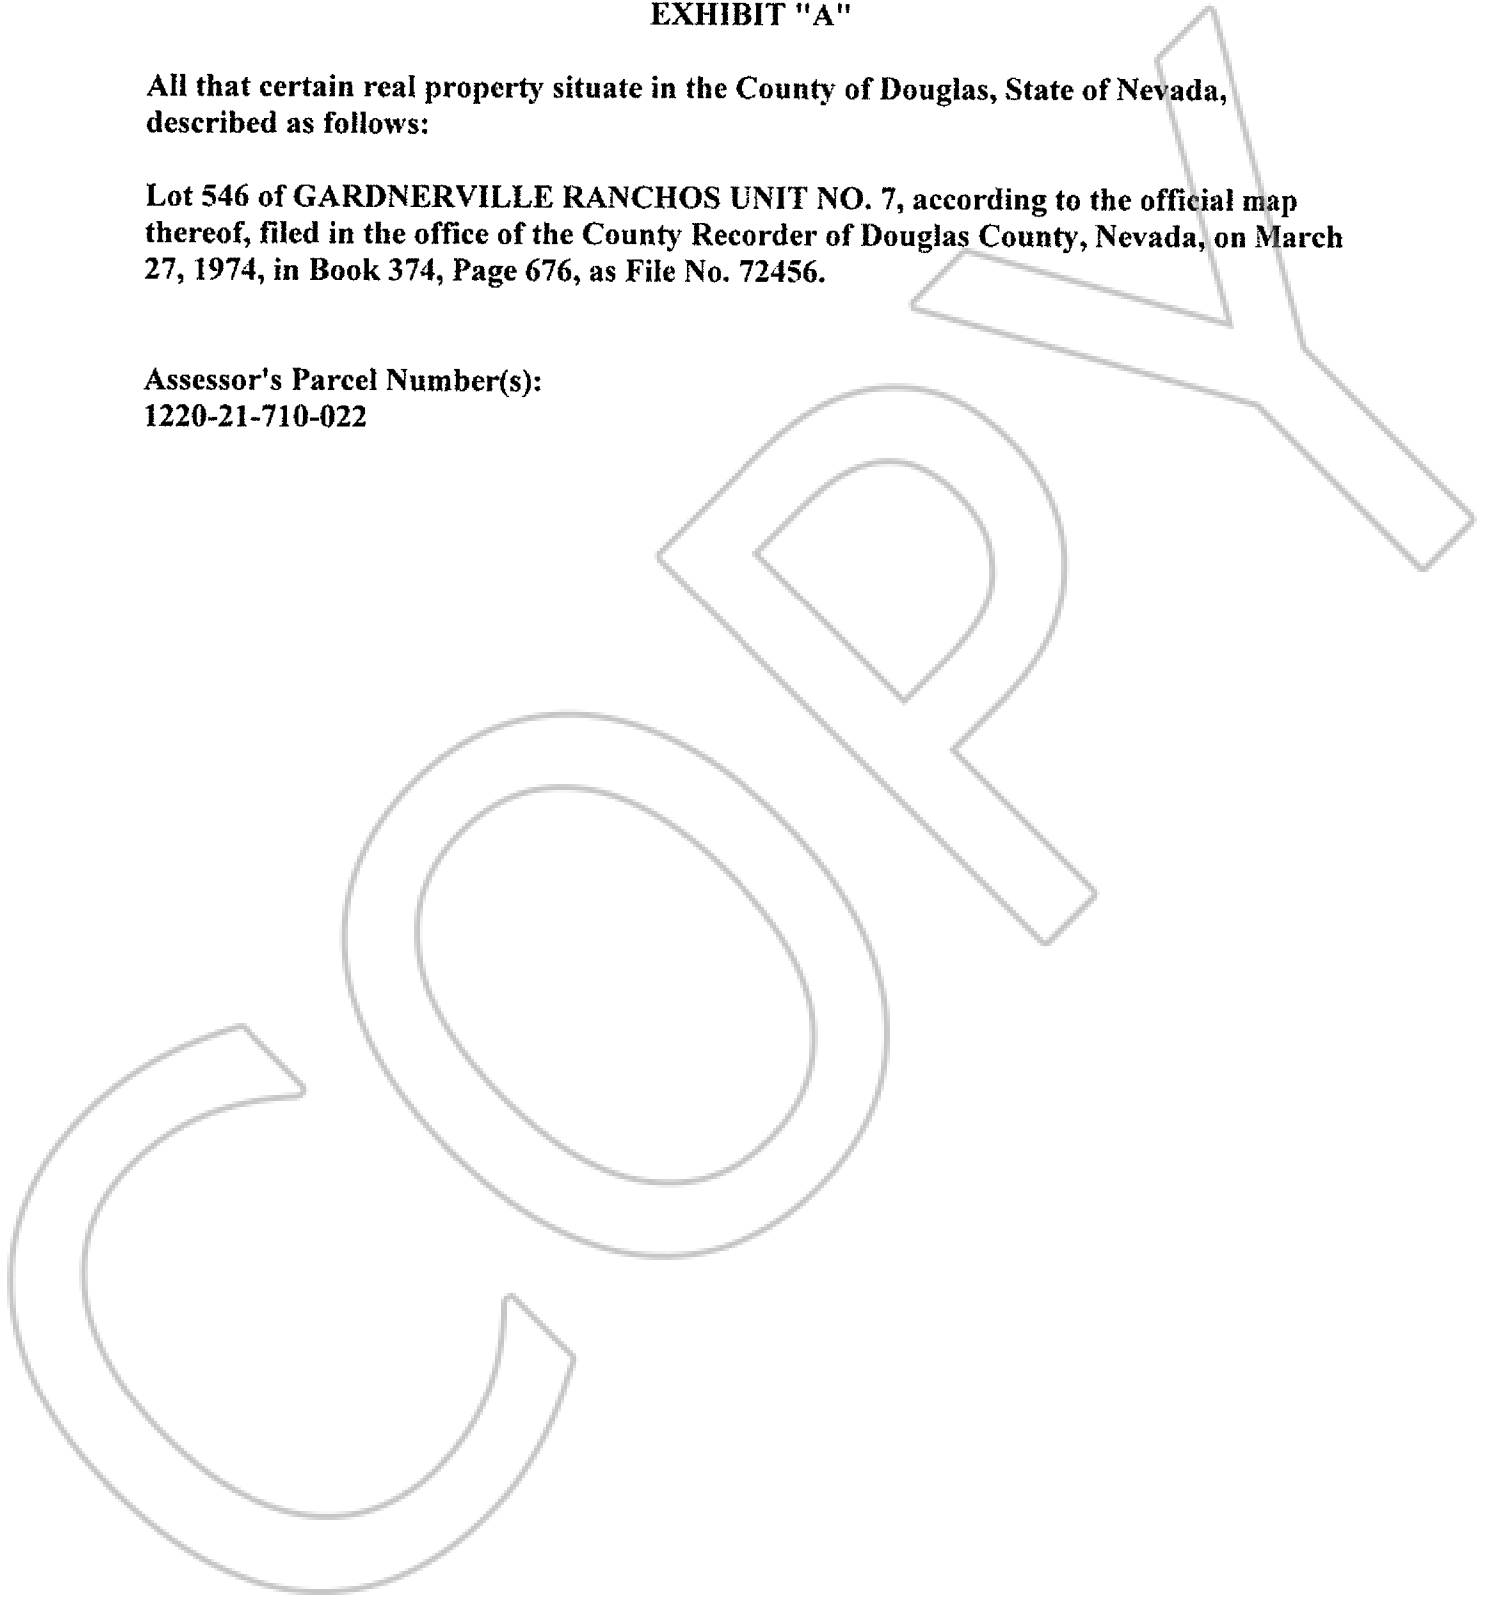 EXHIBIT "A"
All that certain real property situate in the County of Douglas, State of Nevada,
described as follows:
Lot 546 of GARDNERVILLE RANCHOS UNIT NO. 7, according to the official map
thereof, filed in the office of the County Recorder of Douglas County, Nevada, on March
27, 1974, in Book 374, Page 676, as File No. 72456.
Assessor's Parcel Number(s):
1220-21-710-022
COPY